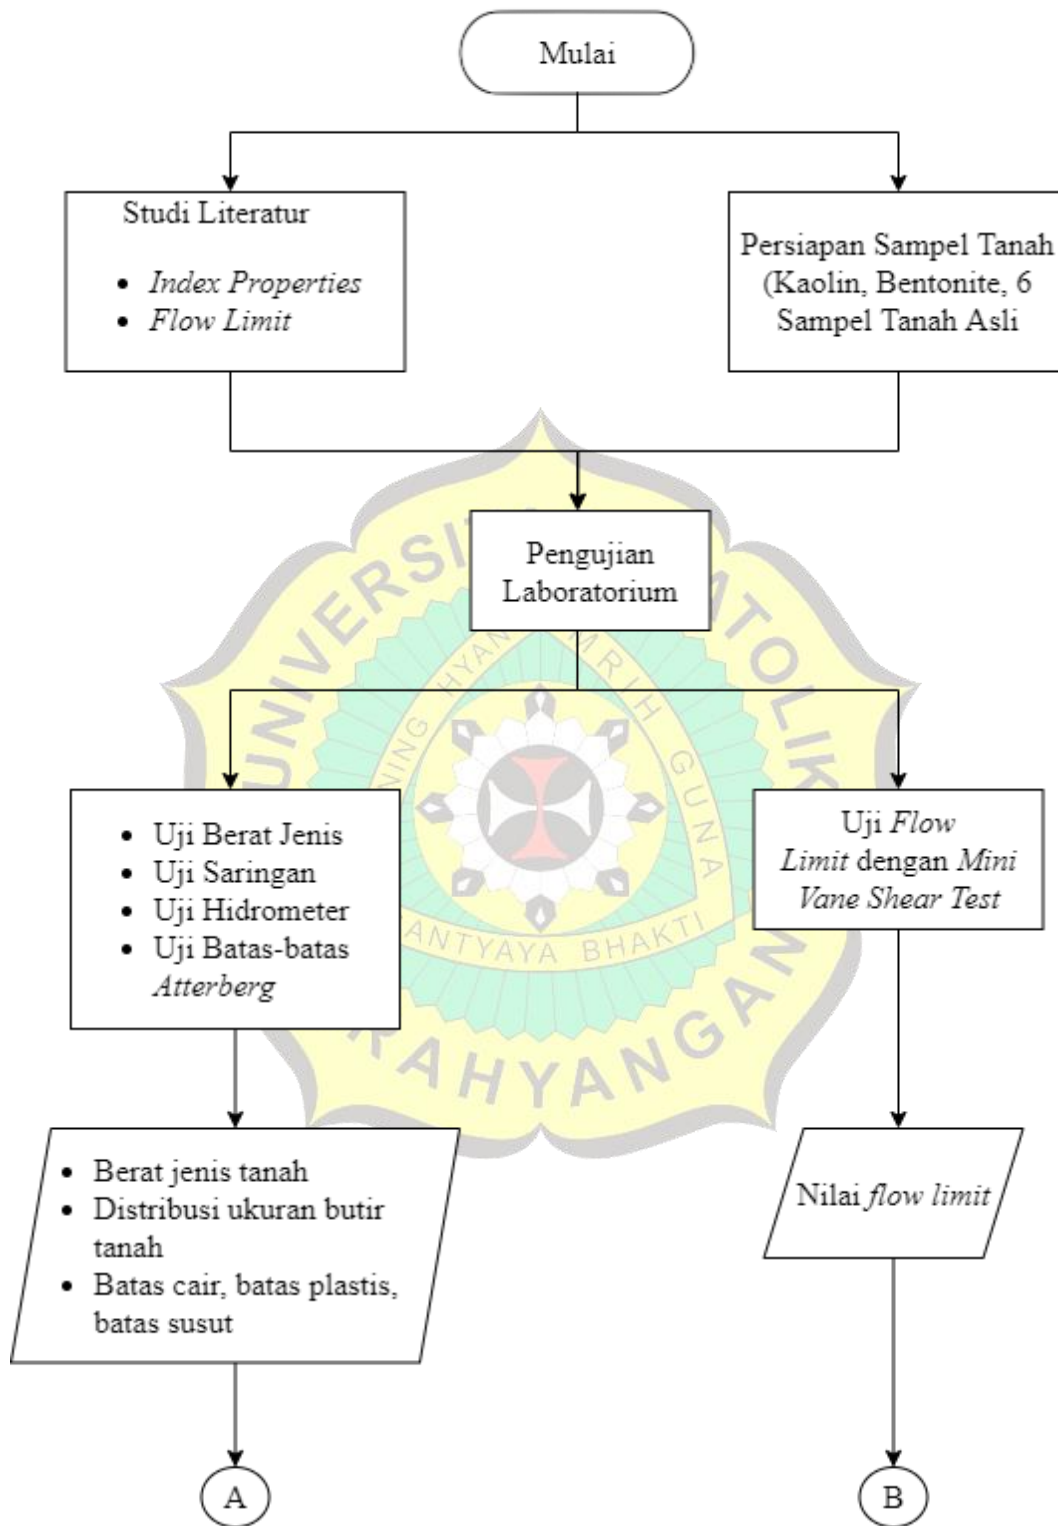 Mulai
Studi Literatur
• Index Properties
• Flow Limit
Persiapan Sampel Tanah
(Kaolin, Bentonite, 6
Sampel Tanah Asli
Pengujian
Laboratorium
• Uji Berat Jenis
• Uji Saringan
• Uji Hidrometer
• Uji Batas-batas
Atterberg
Uji Flow
Limit dengan Mini
Vane Shear Test
• Berat jenis tanah
• Distribusi ukuran butir
tanah
• Batas cair, batas plastis,
batas susut
Nilai flow limit
A
B